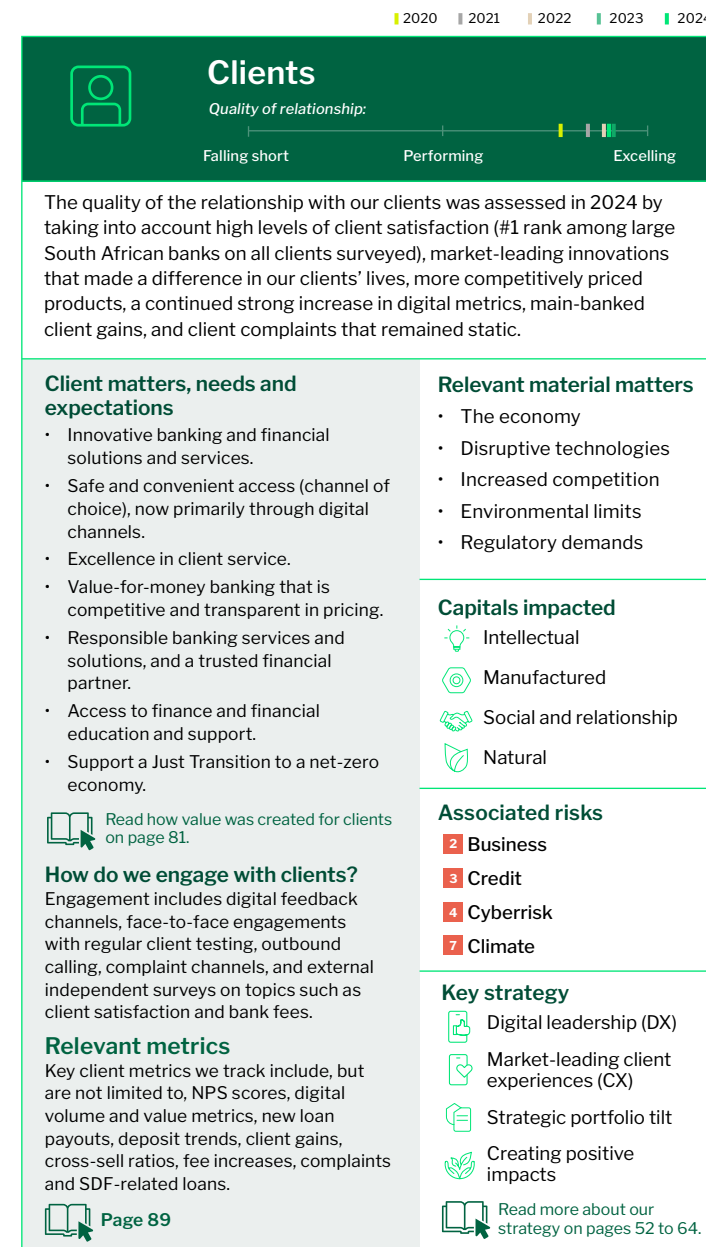 2020 2021 2022 2023 2024
Clients
Quality of relationship:
Falling short Performing Excelling
The quality of the relationship with our clients was assessed in 2024 by
taking into account high levels of client satisfaction (#1 rank among large
South African banks on all clients surveyed), market-leading innovations
that made a difference in our clients’ lives, more competitively priced
products, a continued strong increase in digital metrics, main-banked
client gains, and client complaints that remained static.
Client matters, needs and
expectations
• Innovative banking and financial
solutions and services.
• Safe and convenient access (channel of
choice), now primarily through digital
channels.
• Excellence in client service.
• Value-for-money banking that is
competitive and transparent in pricing.
• Responsible banking services and
solutions, and a trusted financial
partner.
• Access to finance and financial
education and support.
• Support a Just Transition to a net-zero
economy.
Read how value was created for clients
on page 81.
How do we engage with clients?
Engagement includes digital feedback
channels, face-to-face engagements
with regular client testing, outbound
calling, complaint channels, and external
independent surveys on topics such as
client satisfaction and bank fees.
Relevant metrics
Key client metrics we track include, but
are not limited to, NPS scores, digital
volume and value metrics, new loan
payouts, deposit trends, client gains,
cross-sell ratios, fee increases, complaints
and SDF-related loans.
Page 89
Relevant material matters
• The economy
• Disruptive technologies
• Increased competition
• Environmental limits
• Regulatory demands
Capitals impacted
Intellectual
Manufactured
Social and relationship
Natural
Associated risks
2 Business
3 Credit
4 Cyberrisk
7 Climate
Key strategy
Digital leadership (DX)
Market-leading client
experiences (CX)
Strategic portfolio tilt
Creating positive
impacts
Read more about our
strategy on pages 52 to 64.